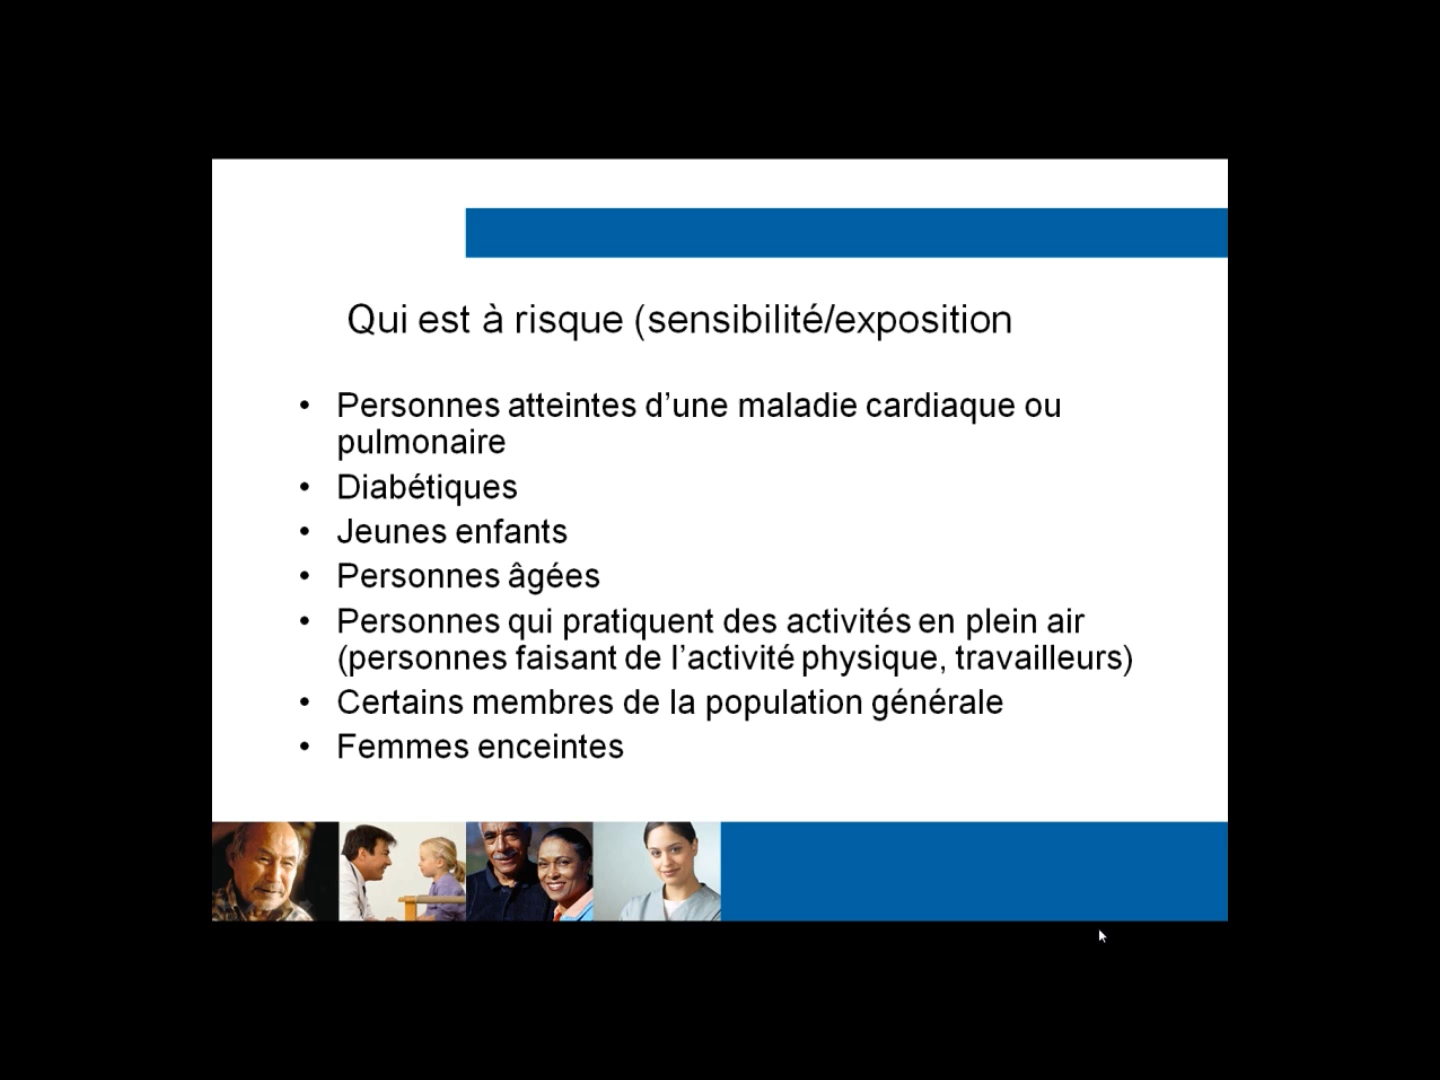 Qui est à risque (sensibilité/exposition
• Personnes atteintes d’une maladie cardiaque ou
pulmonaire
• Diabétiques
• Jeunes enfants
• Personnes âgées
• Personnes qui pratiquent des activités en plein air
(personnes faisant de l’activité physique, travailleurs)
• Certains membres de la population générale
• Femmes enceintes